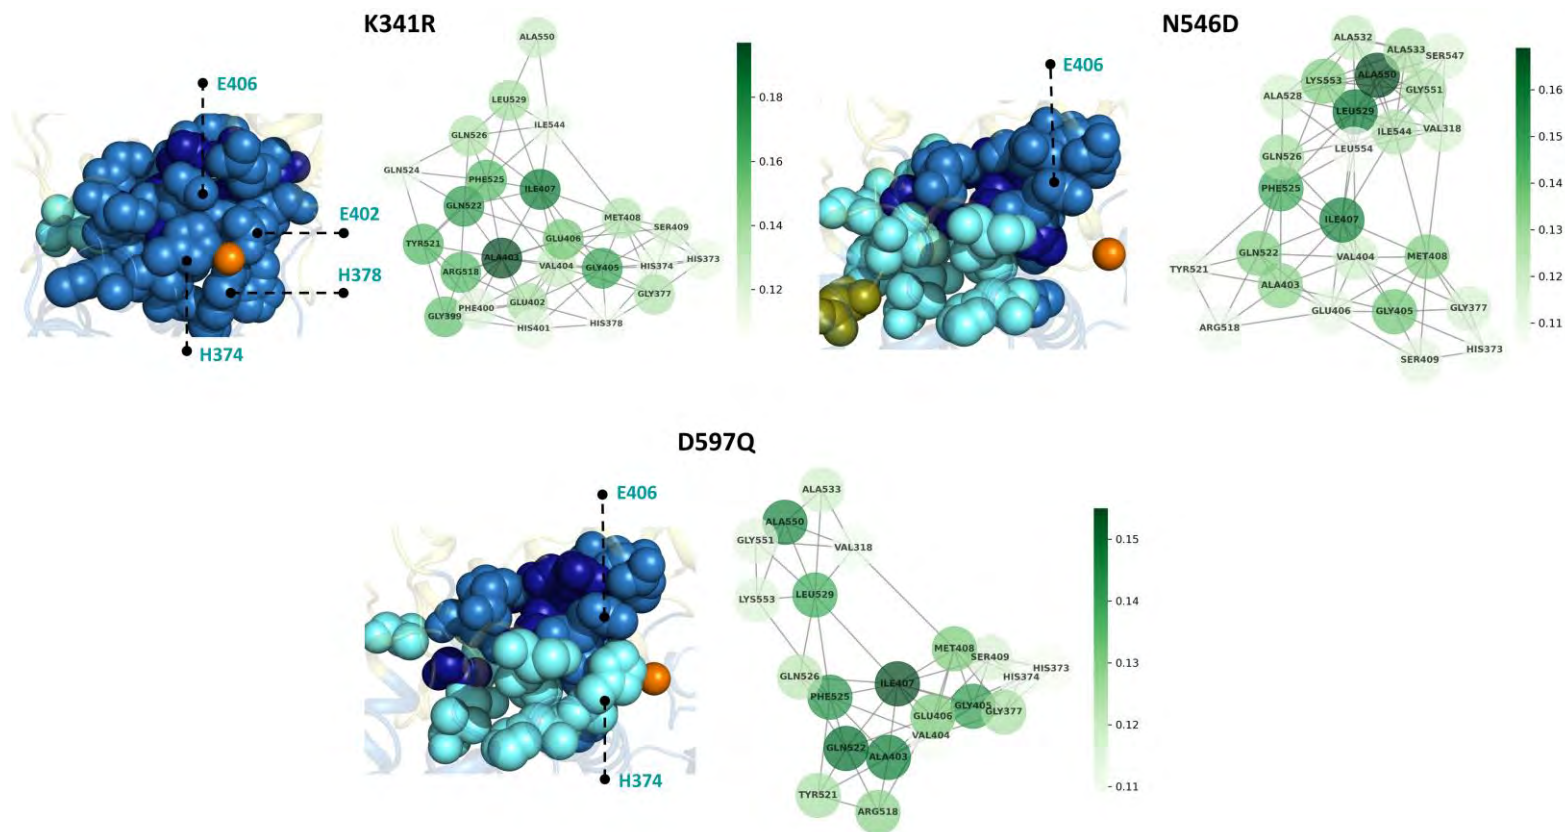 K341R
E406
E402
H378
H374
ALA550
LEU529
ILE544
GLN526
GLN524
PHE525
ILE407
GLN522
MET408
SER409
TYR521
GLU406
ALA403
VAL404
GLY405
HIS374
HIS373
ARG518
GLY377
GLU402
PHE400
GLY399
HIS401
HIS378
0.18
0.16
0.14
0.12
N546D
E406
ALA532
ALA533
SER547
LYS553
ALA550
GLY551
ALA528
LEU529
VAL318
ILE544
LEU554
GLN526
PHE525
ILE407
GLN522
VAL404
MET408
TYR521
ALA403
GLU406
GLY405
GLY377
ARG518
HIS373
SER409
0.16
0.15
0.14
0.13
0.12
0.11
D597Q
E406
H374
ALA533
ALA550
GLY551
VAL318
LYS553
LEU529
MET408
SER409
HIS373
HIS374
GLN526
ILE407
PHE525
GLY405
GLY377
GLU406
VAL404
GLN522
ALA403
TYR521
ARG518
0.15
0.14
0.13
0.12
0.11